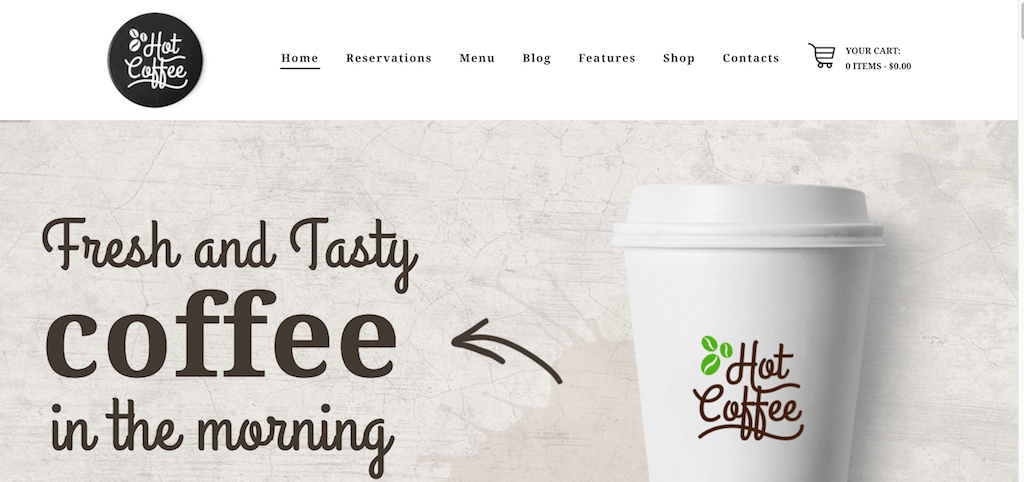 Hot
Coffee
Home
Reservations
Menu
Blog
Features
Shop
Contacts
YOUR CART:
0 ITEMS - $0.00
Fresh and Tasty
coffee
in the morning
Hot
Coffee